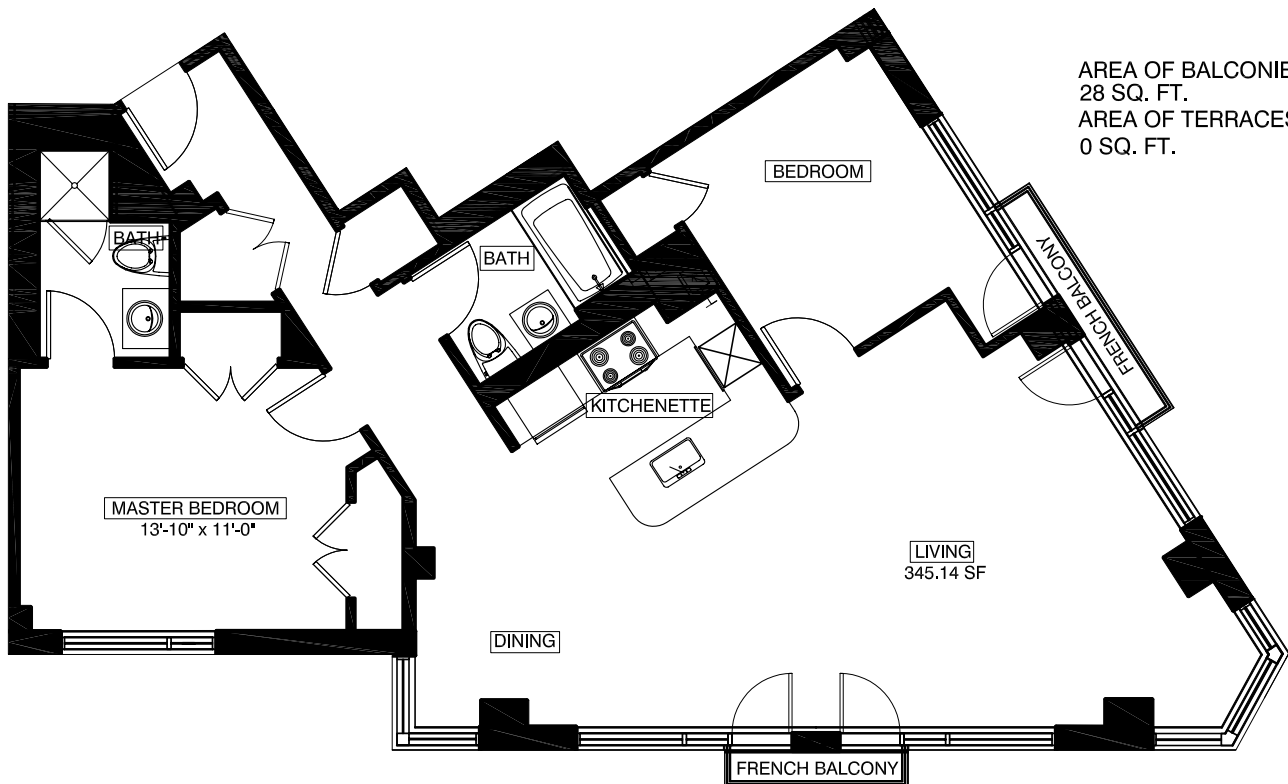 AREA OF BALCONIE
28 SQ. FT.
AREA OF TERRACES
0 SQ. FT.
BEDROOM
BATH
BATH
FRENCH BALCONY
KITCHENETTE
MASTER BEDROOM
13'-10" x 11'-0"
LIVING
345.14 SF
DINING
FRENCH BALCONY